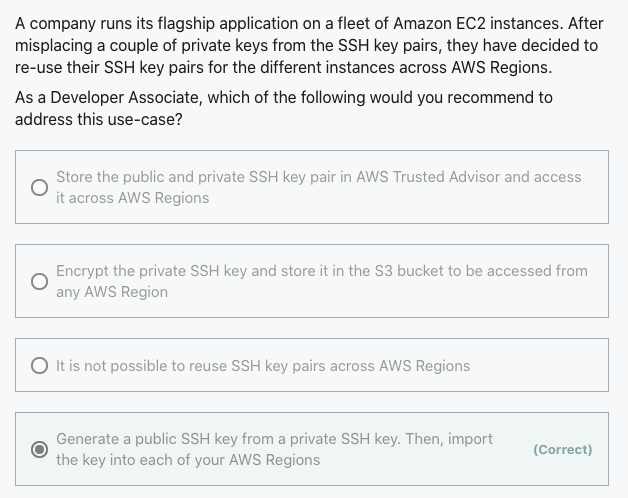 A company runs its flagship application on a fleet of Amazon EC2 instances. After
misplacing a couple of private keys from the SSH key pairs, they have decided to
re-use their SSH key pairs for the different instances across AWS Regions.
As a Developer Associate, which of the following would you recommend to
address this use-case?
Store the public and private SSH key pair in AWS Trusted Advisor and access
it across AWS Regions
Encrypt the private SSH key and store it in the S3 bucket to be accessed from
any AWS Region
It is not possible to reuse SSH key pairs across AWS Regions
Generate a public SSH key from a private SSH key. Then, import
the key into each of your AWS Regions
(Correct)